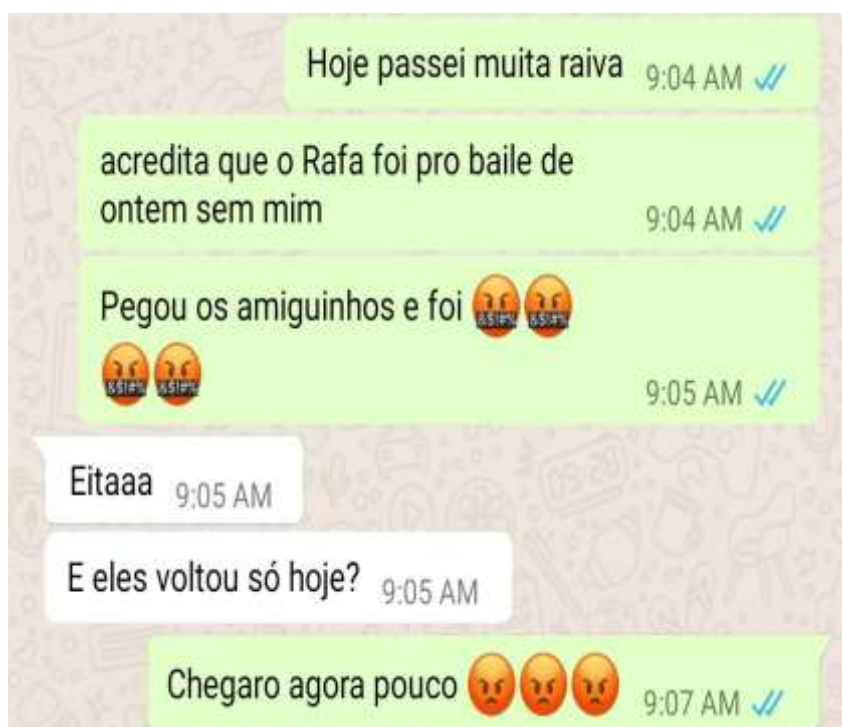 Hoje passei muita raiva 9:04 AM
acredita que o Rafa foi pro baile de
ontem sem mim 9:04 AM
Pegou os amiguinhos e foi 🤬🤬
🤬🤬 9:05 AM
Eitaaa 9:05 AM
E eles voltou só hoje? 9:05 AM
Chegaro agora pouco 😡😡😡 9:07 AM